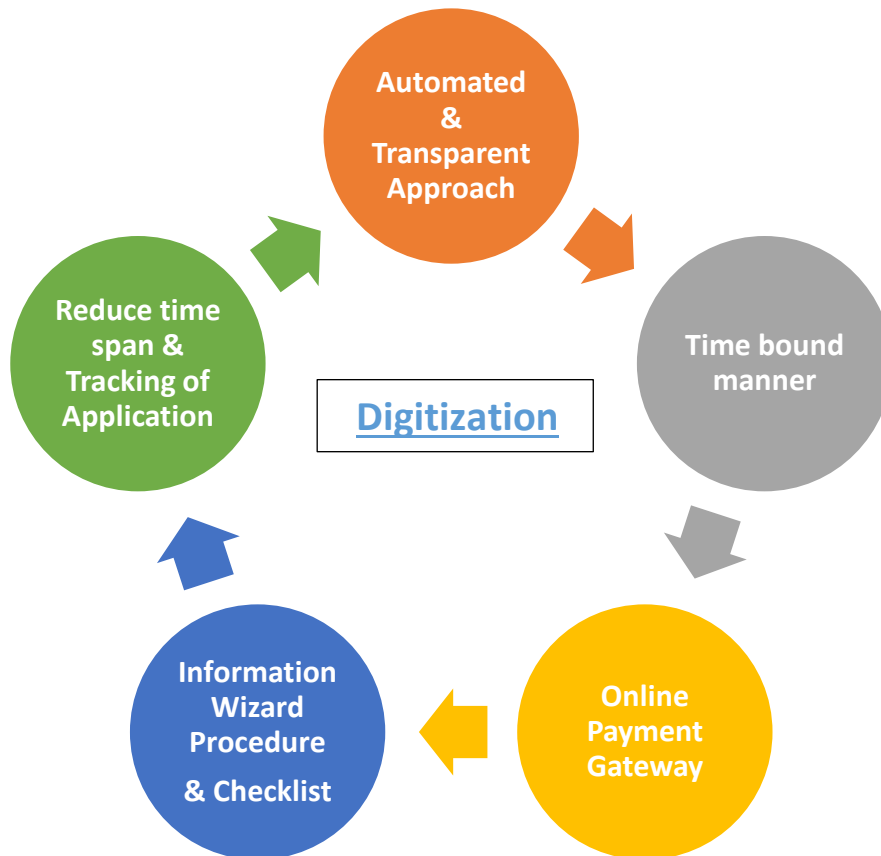 Automated
&
Transparent
Approach
Time bound
manner
Online
Payment
Gateway
Information
Wizard
Procedure
& Checklist
Reduce time
span &
Tracking of
Application
Digitization